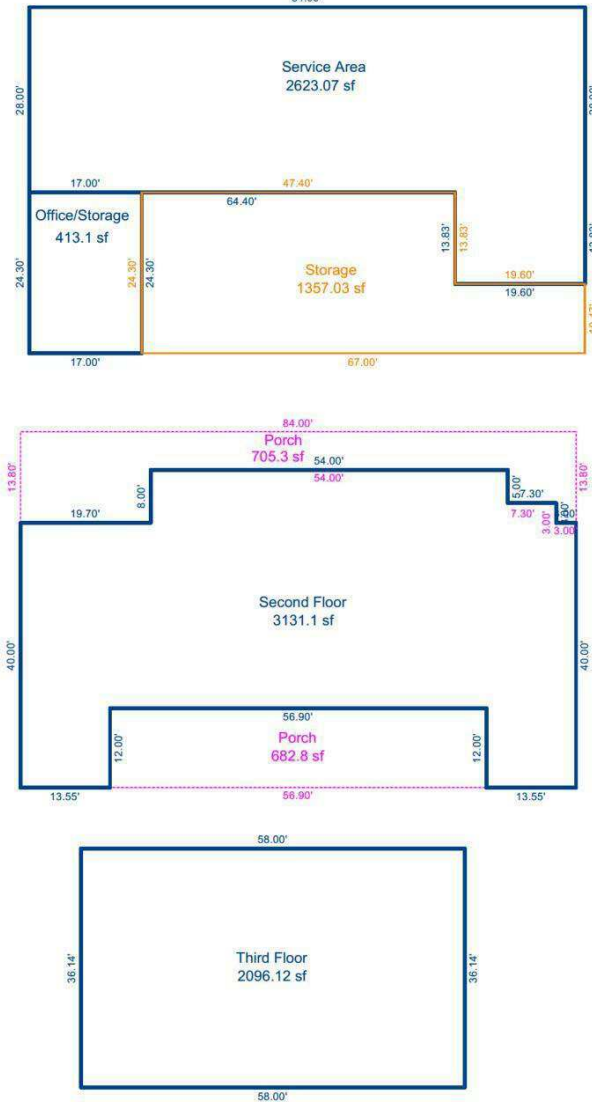 Service Area
2623.07 sf
28.00'
17.00'
47.40'
64.40'
Office/Storage
413.1 sf
24.30'
24.30'
24.30'
13.83'
13.83'
Storage
1357.03 sf
19.60'
19.60'
17.00'
67.00'
84.00'
Porch
705.3 sf
13.80'
13.80'
54.00'
54.00'
8.00'
5.00'
7.30'
7.30'
19.70'
3.00'
3.00
Second Floor
3131.1 sf
40.00'
40.00'
56.90'
12.00'
12.00'
Porch
682.8 sf
13.55'
56.90'
13.55'
58.00'
Third Floor
2096.12 sf
36.14'
36.14'
58.00'